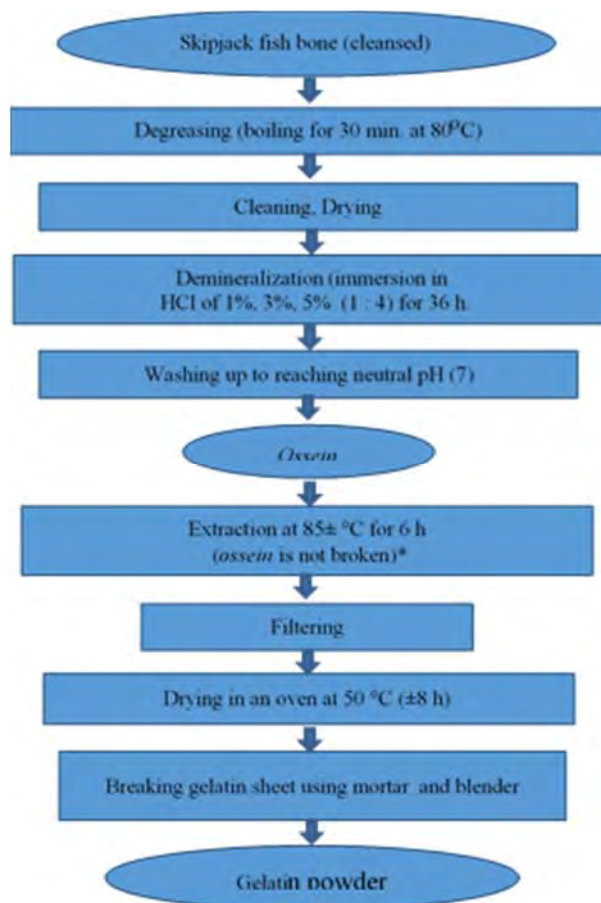 Skipjack fish bone (cleansed)
Degreasing (boiling for 30 min. at 80°C)
Cleaning, Drying
Demineralization (immersion in
HCl of 1%, 3%, 5% (1 : 4) for 36 h
Washing up to reaching neutral pH (7)
Ossein
Extraction at 85± °C for 6 h
(ossein is not broken)*
Filtering
Drying in an oven at 50 °C (±8 h)
Breaking gelatin sheet using mortar and blender
Gelatin powder